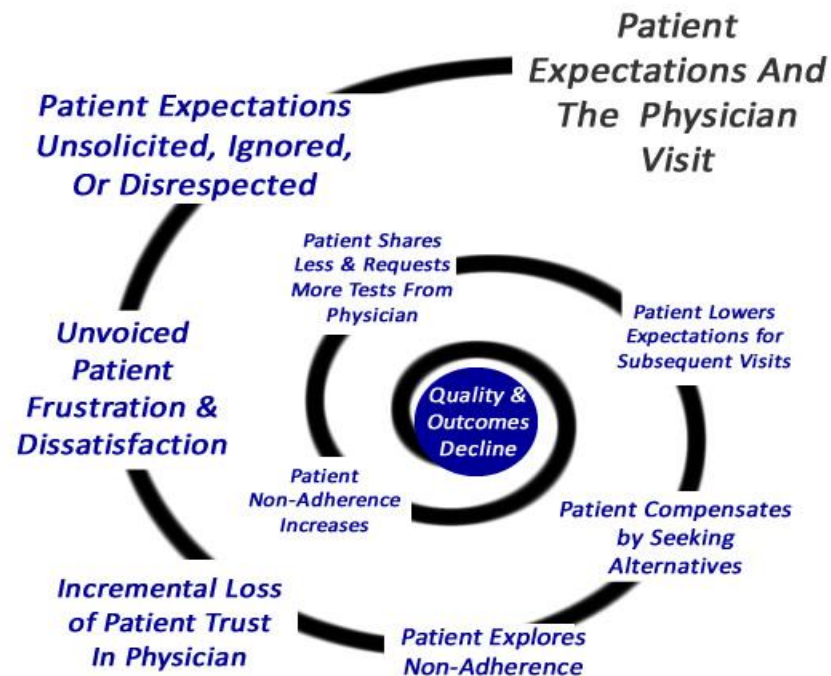 Patient
Expectations And
The Physician
Visit
Patient Expectations
Unsolicited, Ignored,
Or Disrespected
Unvoiced
Patient
Frustration &
Dissatisfaction
Incremental Loss
of Patient Trust
In Physician
Patient Explores
Non-Adherence
Patient Compensates
by Seeking
Alternatives
Patient Lowers
Expectations for
Subsequent Visits
Patient Shares
Less & Requests
More Tests From
Physician
Patient
Non-Adherence
Increases
Quality &
Outcomes
Decline